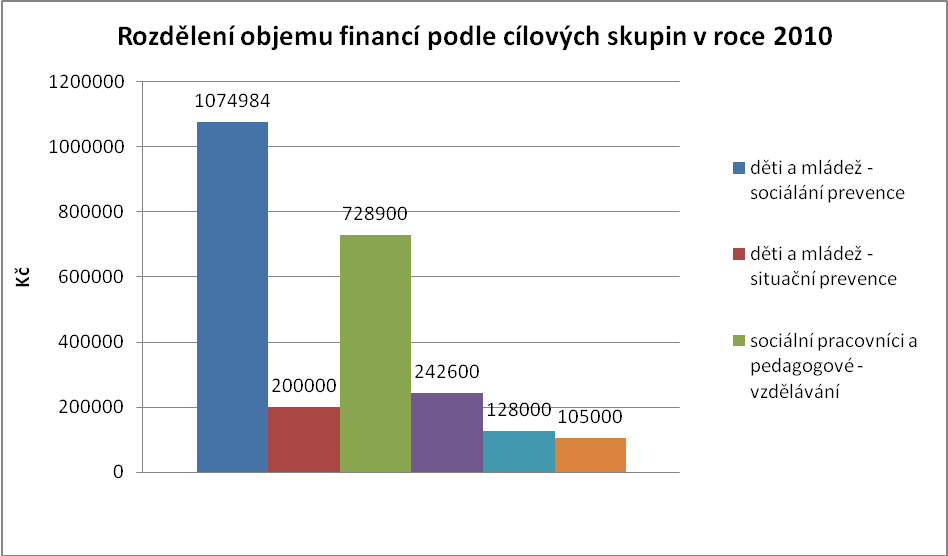 Rozdělení objemu financí podle cílových skupin v roce 2010
Kč
1200000
1000000
800000
600000
400000
200000
0
1074984
200000
728900
242600
128000
105000
děti a mládež -
sociálání prevence
děti a mládež -
situační prevence
sociální pracovníci a
pedagogové -
vzdělávání